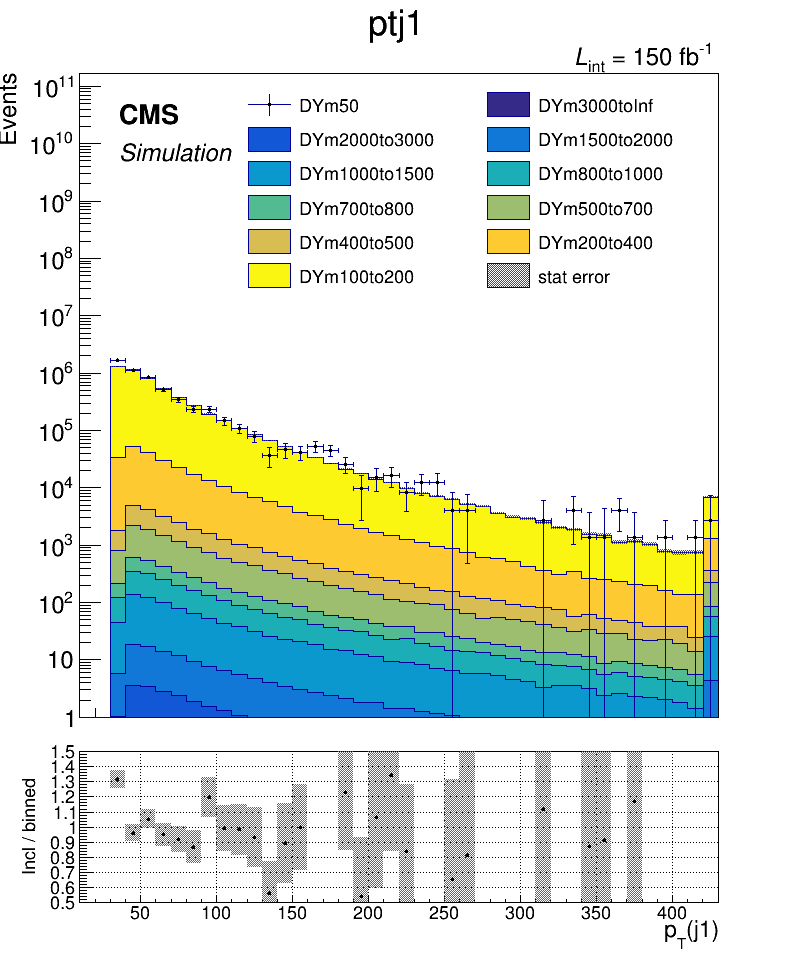 ptj1
L_int = 150 fb^-1
Events
CMS
Simulation
DYm50 DYm3000toInf
DYm2000to3000 DYm1500to2000
DYm1000to1500 DYm800to1000
DYm700to800 DYm500to700
DYm400to500 DYm200to400
DYm100to200 stat error
10^11
10^10
10^9
10^8
10^7
10^6
10^5
10^4
10^3
10^2
10
1
Incl / binned
1.5
1.4
1.3
1.2
1.1
1
0.9
0.8
0.7
0.6
0.5
50 100 150 200 250 300 350 400
p_T(j1)